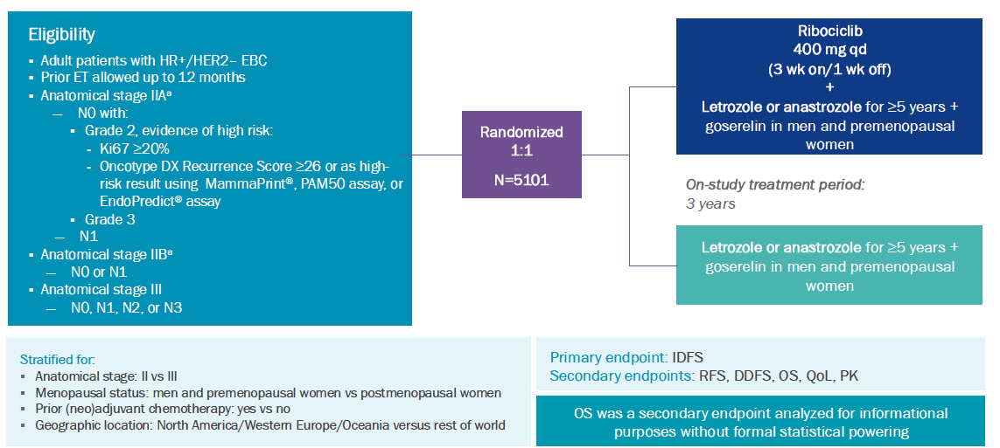 Eligibility
▪ Adult patients with HR+/HER2– EBC
▪ Prior ET allowed up to 12 months
▪ Anatomical stage IIAᵃ
— N0 with:
▪ Grade 2, evidence of high risk:
- Ki67 ≥20%
- Oncotype DX Recurrence Score ≥26 or as high-
risk result using MammaPrint®, PAM50 assay, or
EndoPredict® assay
▪ Grade 3
— N1
▪ Anatomical stage IIBᵃ
— N0 or N1
▪ Anatomical stage III
— N0, N1, N2, or N3
Randomized
1:1
N=5101
Ribociclib
400 mg qd
(3 wk on/1 wk off)
+
Letrozole or anastrozole for ≥5 years +
goserelin in men and premenopausal
women
On-study treatment period:
3 years
Letrozole or anastrozole for ≥5 years +
goserelin in men and premenopausal
women
Stratified for:
▪ Anatomical stage: II vs III
▪ Menopausal status: men and premenopausal women vs postmenopausal women
▪ Prior (neo)adjuvant chemotherapy: yes vs no
▪ Geographic location: North America/Western Europe/Oceania versus rest of world
Primary endpoint: IDFS
Secondary endpoints: RFS, DDFS, OS, QoL, PK
OS was a secondary endpoint analyzed for informational
purposes without formal statistical powering